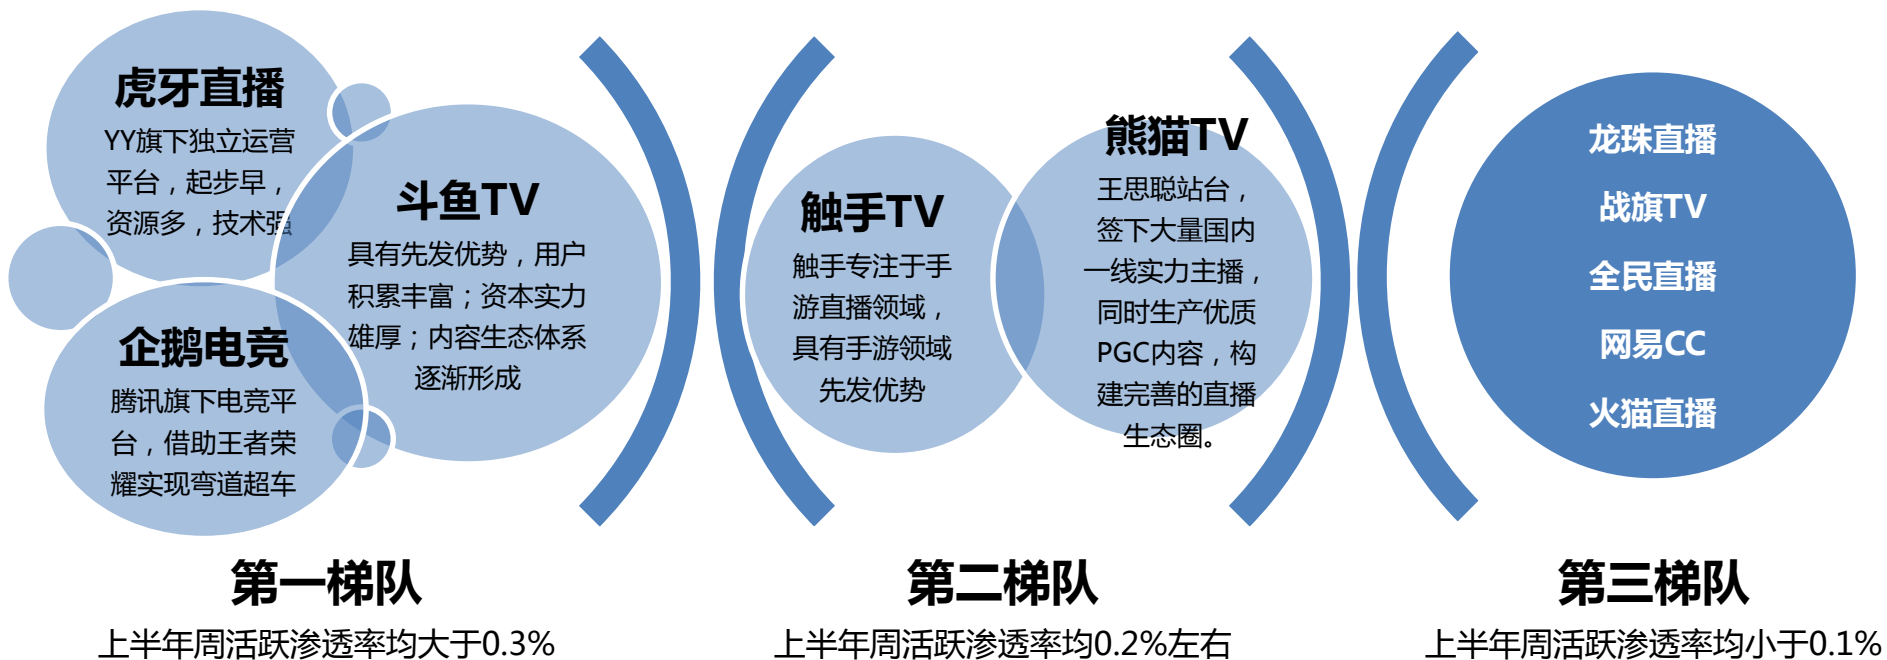 虎牙直播
YY旗下独立运营
平台，起步早，
资源多，技术强
斗鱼TV
具有先发优势，用户
积累丰富；资本实力
雄厚；内容生态体系
逐渐形成
企鹅电竞
腾讯旗下电竞平
台，借助王者荣
耀实现弯道超车
第一梯队
上半年周活跃渗透率均大于0.3%
触手TV
触手专注于手
游直播领域，
具有手游领域
先发优势
熊猫TV
王思聪站台，
签下大量国内
一线实力主播，
同时生产优质
PGC内容，构
建完善的直播
生态圈。
第二梯队
上半年周活跃渗透率均0.2%左右
龙珠直播
战旗TV
全民直播
网易CC
火猫直播
第三梯队
上半年周活跃渗透率均小于0.1%